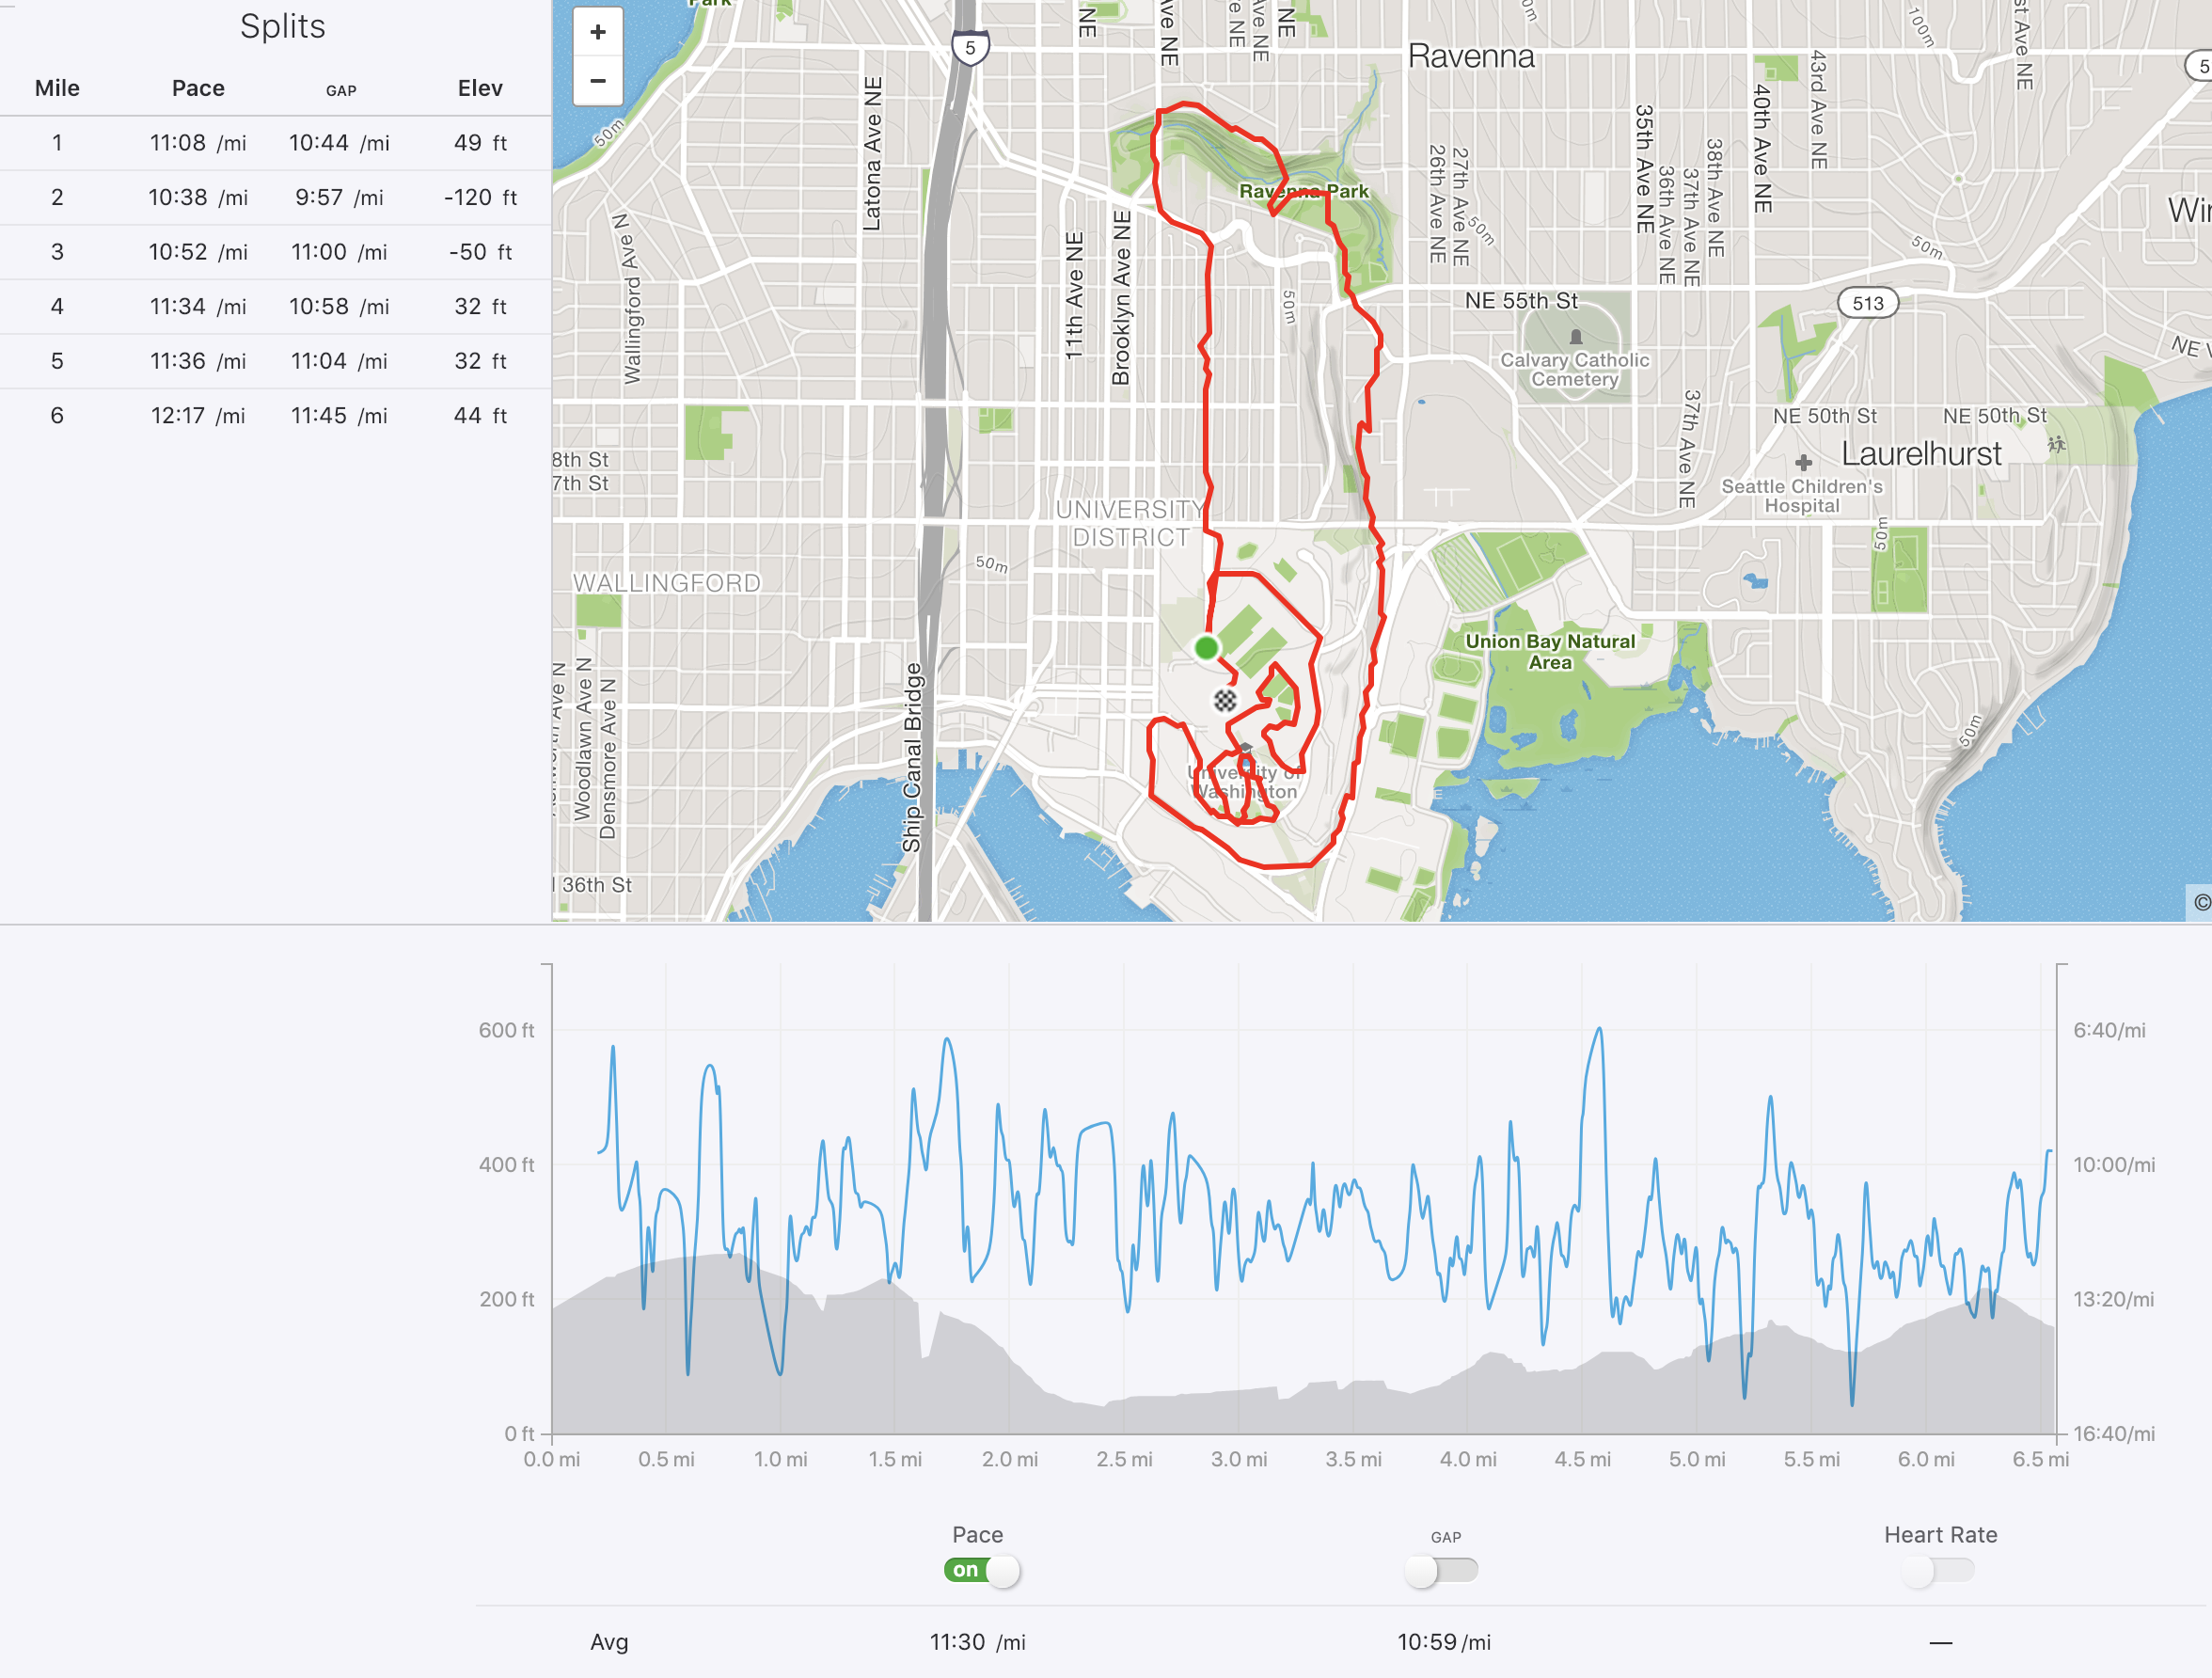 Splits
Mile Pace GAP Elev
1 11:08 /mi 10:44 /mi 49 ft
2 10:38 /mi 9:57 /mi -120 ft
3 10:52 /mi 11:00 /mi -50 ft
4 11:34 /mi 10:58 /mi 32 ft
5 11:36 /mi 11:04 /mi 32 ft
6 12:17 /mi 11:45 /mi 44 ft
+
−
Park
5
NE
Ave NE
NE
Ravenna
100m
50m
Latona Ave NE
Wallingford Ave N
11th Ave NE
Brooklyn Ave NE
Ravenna Park
26th Ave NE
27th Ave NE
50m
35th Ave NE
36th Ave NE
37th Ave NE
38th Ave NE
40th Ave NE
43rd Ave NE
50m
50m
NE 55th St
513
Calvary Catholic
Cemetery
37th Ave NE
NE 50th St
NE 50th St
Laurelhurst
Seattle Children's
Hospital
50m
8th St
7th St
UNIVERSITY
DISTRICT
50m
WALLINGFORD
Union Bay Natural
Area
Woodlawn Ave N
Densmore Ave N
Ship Canal Bridge
University of
Washington
50m
36th St
©
600 ft
400 ft
200 ft
0 ft
6:40/mi
10:00/mi
13:20/mi
16:40/mi
0.0 mi 0.5 mi 1.0 mi 1.5 mi 2.0 mi 2.5 mi 3.0 mi 3.5 mi 4.0 mi 4.5 mi 5.0 mi 5.5 mi 6.0 mi 6.5 mi
Pace GAP Heart Rate
on
Avg 11:30 /mi 10:59/mi —